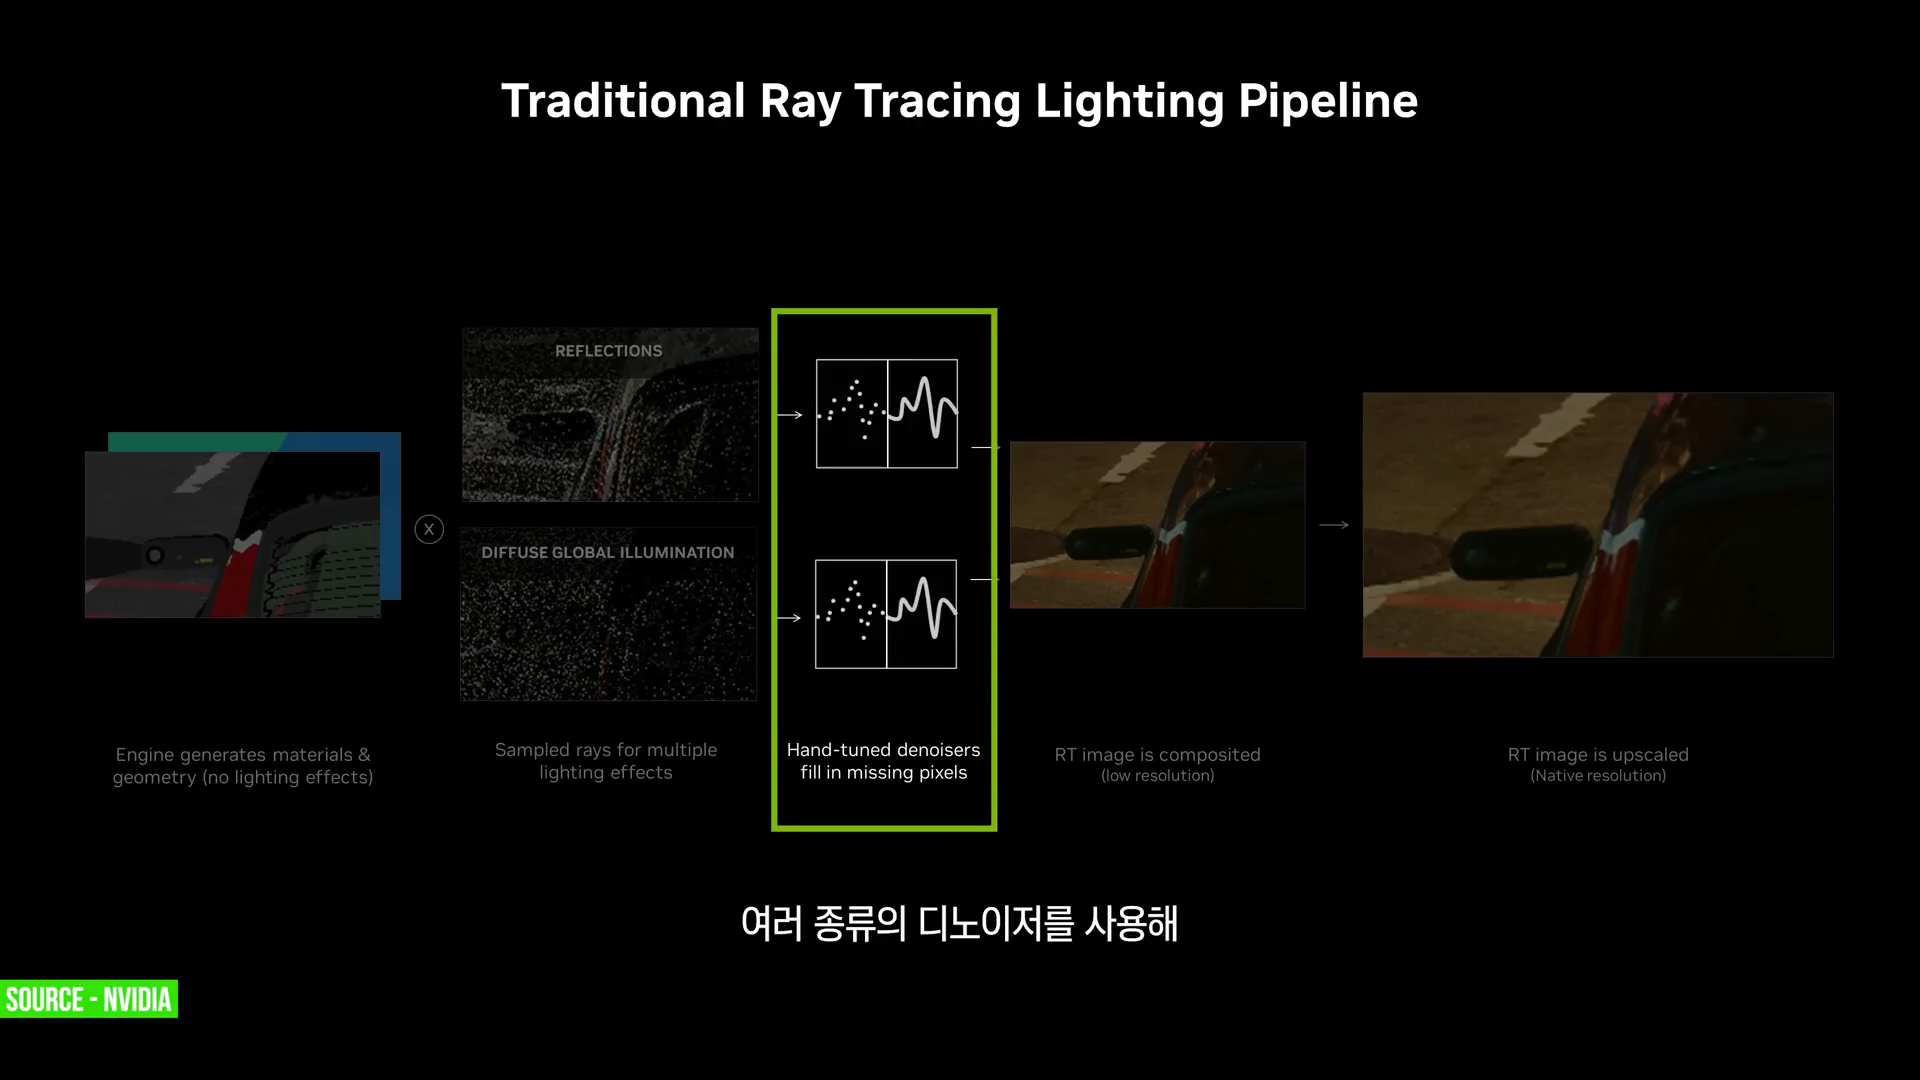 Traditional Ray Tracing Lighting Pipeline
REFLECTIONS
X
DIFFUSE GLOBAL ILLUMINATION
Engine generates materials &
geometry (no lighting effects)
Sampled rays for multiple
lighting effects
Hand-tuned denoisers
fill in missing pixels
RT image is composited
(low resolution)
RT image is upscaled
(Native resolution)
여러 종류의 디노이저를 사용해
SOURCE - NVIDIA